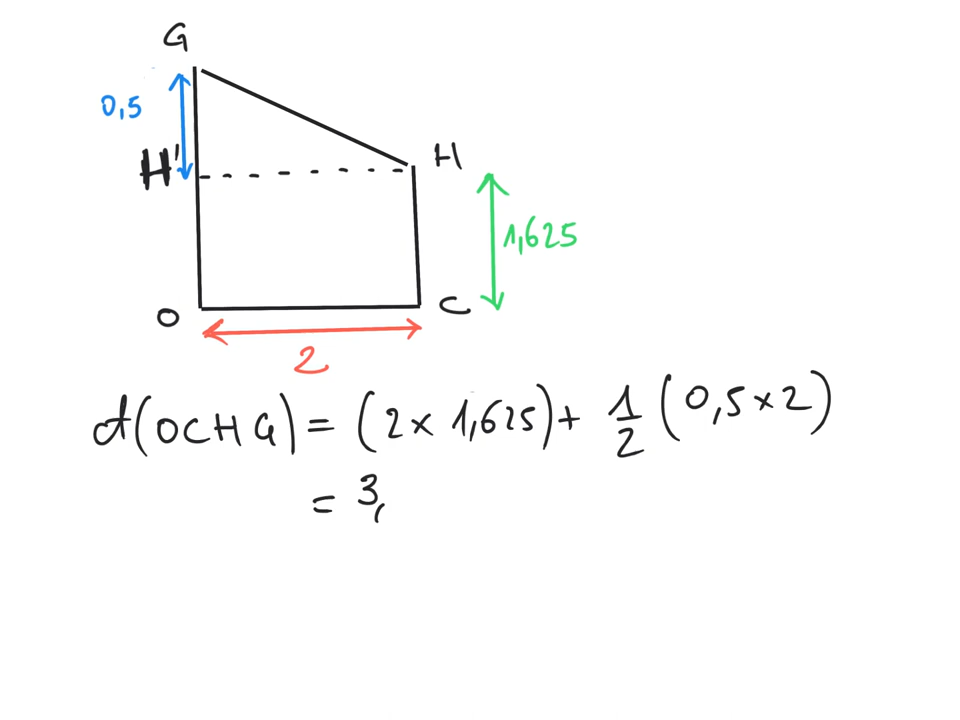 G
0,5
H'
H
1,625
O
C
2
A(OCHG) = (2 × 1,625) + 1/2 (0,5 × 2)
= 3,